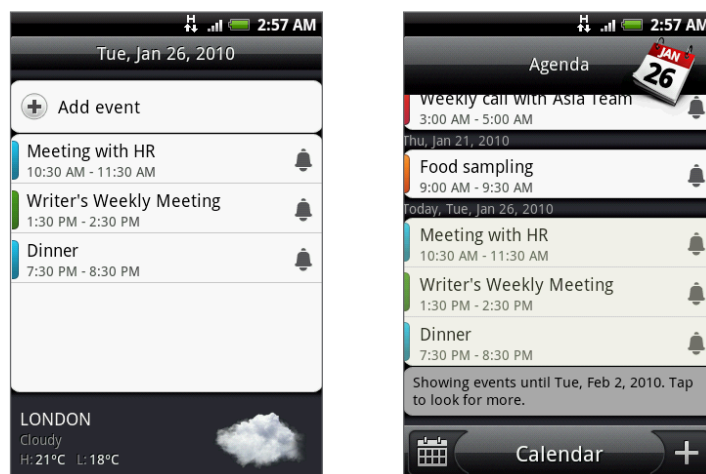 H
2:57 AM
Tue, Jan 26, 2010
Add event
Meeting with HR
10:30 AM - 11:30 AM
Writer's Weekly Meeting
1:30 PM - 2:30 PM
Dinner
7:30 PM - 8:30 PM
LONDON
Cloudy
H: 21°C L: 18°C
H
2:57 AM
Agenda
JAN
26
Weekly call with Asia Team
3:00 AM - 5:00 AM
Thu, Jan 21, 2010
Food sampling
9:00 AM - 9:30 AM
Today, Tue, Jan 26, 2010
Meeting with HR
10:30 AM - 11:30 AM
Writer's Weekly Meeting
1:30 PM - 2:30 PM
Dinner
7:30 PM - 8:30 PM
Showing events until Tue, Feb 2, 2010. Tap
to look for more.
Calendar